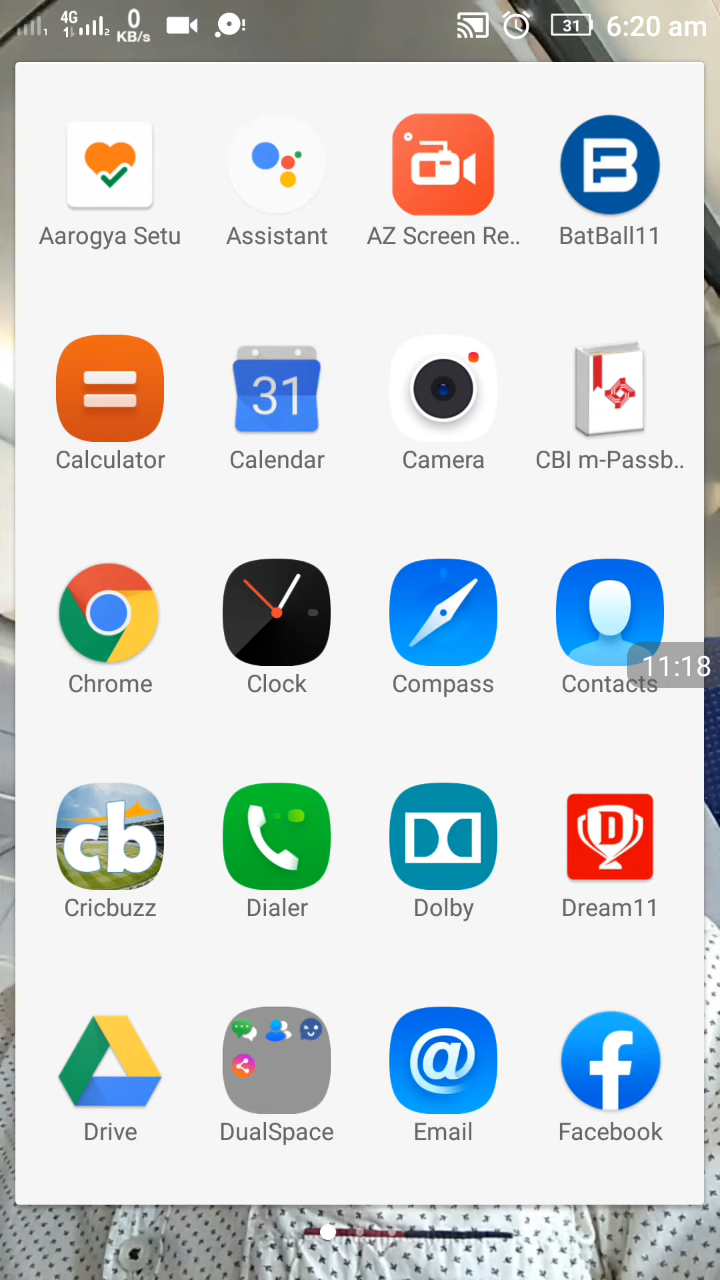 4G 0 KB/s 31 6:20 am
Aarogya Setu Assistant AZ Screen Re.. BatBall11
31
Calculator Calendar Camera CBI m-Passb..
Chrome Clock Compass Contacts
11:18
cb D
Cricbuzz Dialer Dolby Dream11
Drive DualSpace Email Facebook